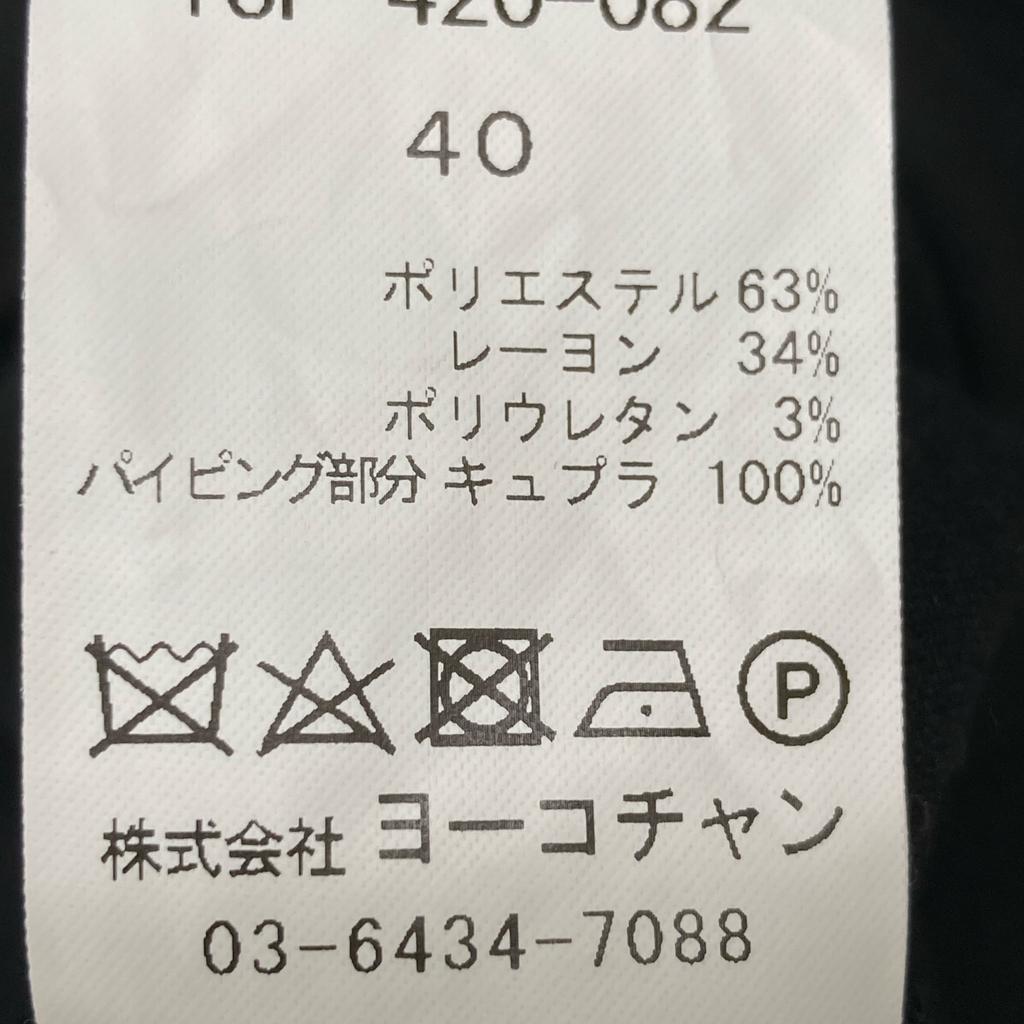 420-082
40
ポリエステル 63%
レーヨン 34%
ポリウレタン 3%
パイピング部分 キュプラ 100%
P
株式会社 ヨーコチャン
03-6434-7088